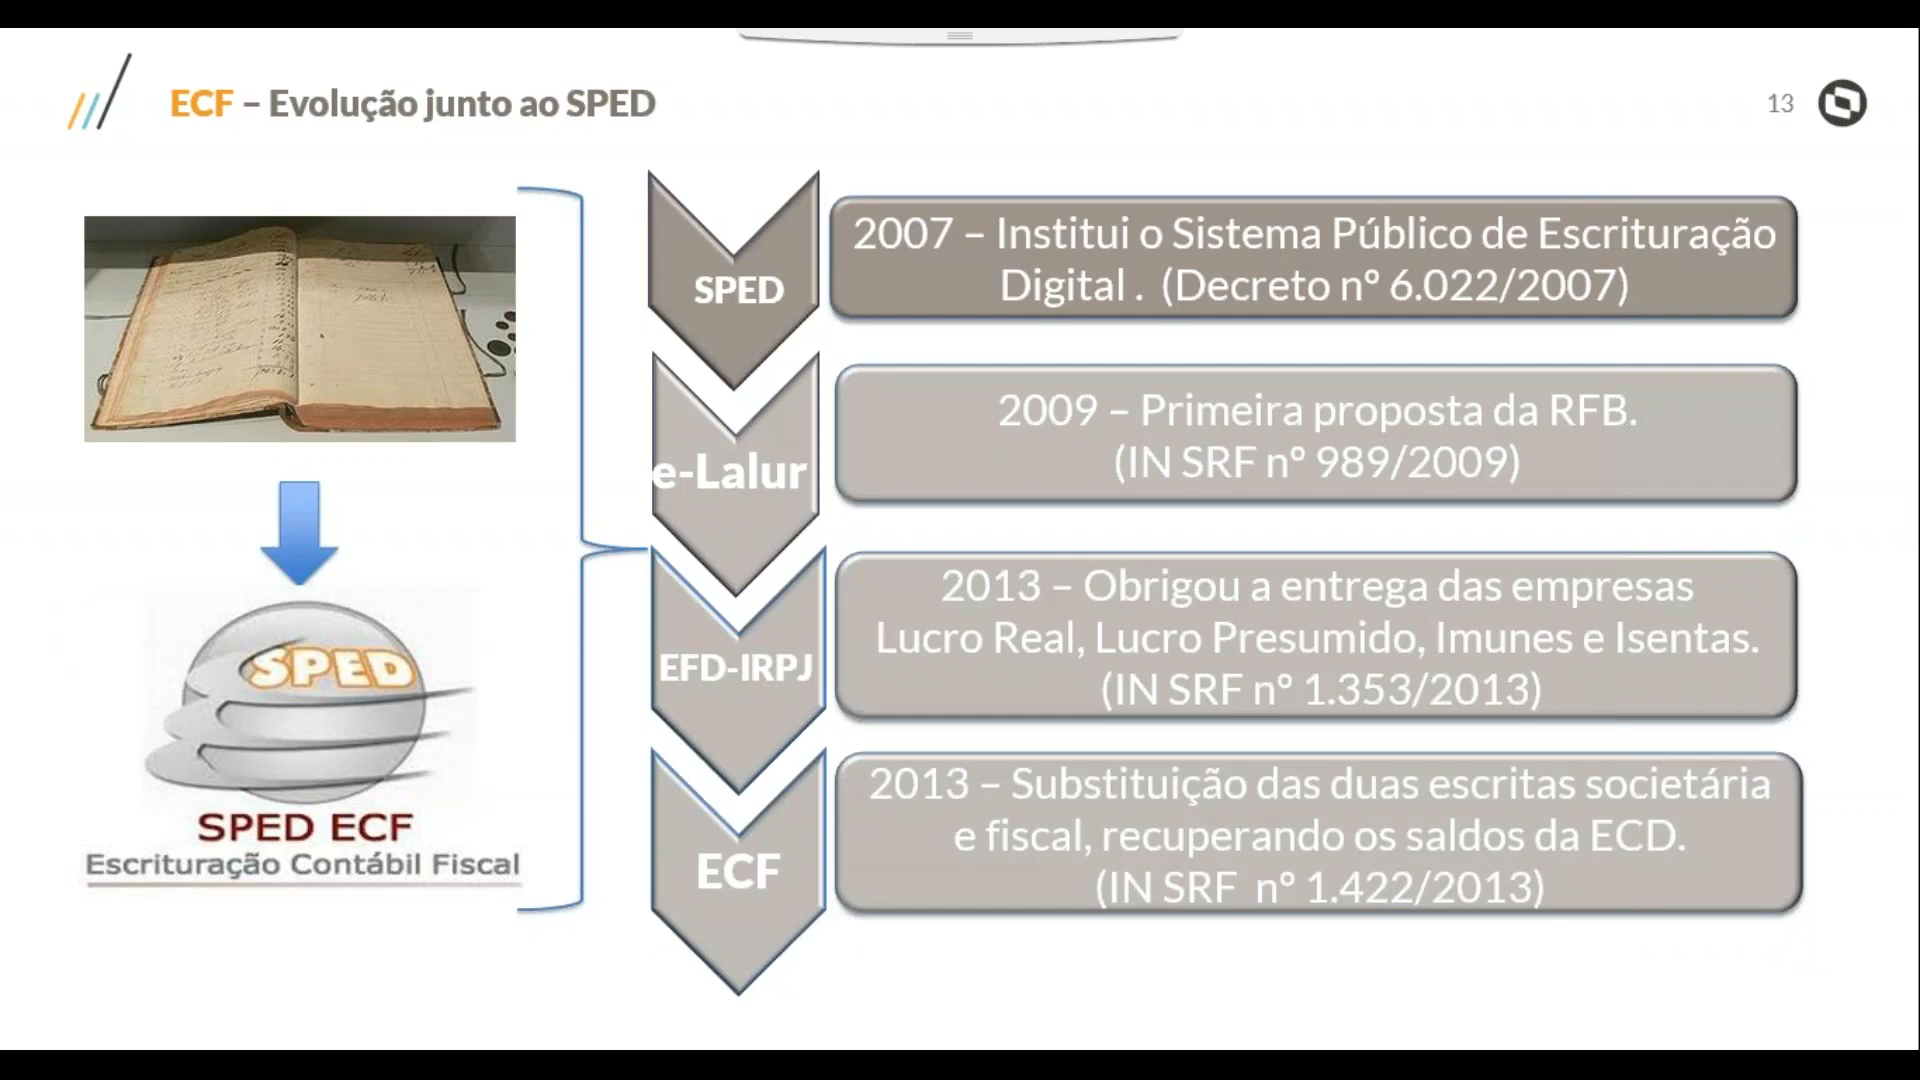 ECF – Evolução junto ao SPED
13
SPED
2007 – Institui o Sistema Público de Escrituração
Digital .  (Decreto nº 6.022/2007)
e-Lalur
2009 – Primeira proposta da RFB.
(IN SRF nº 989/2009)
EFD-IRPJ
2013 – Obrigou a entrega das empresas
Lucro Real, Lucro Presumido, Imunes e Isentas.
(IN SRF nº 1.353/2013)
ECF
2013 – Substituição das duas escritas societária
e fiscal, recuperando os saldos da ECD.
(IN SRF  nº 1.422/2013)
SPED
SPED ECF
Escrituração Contábil Fiscal